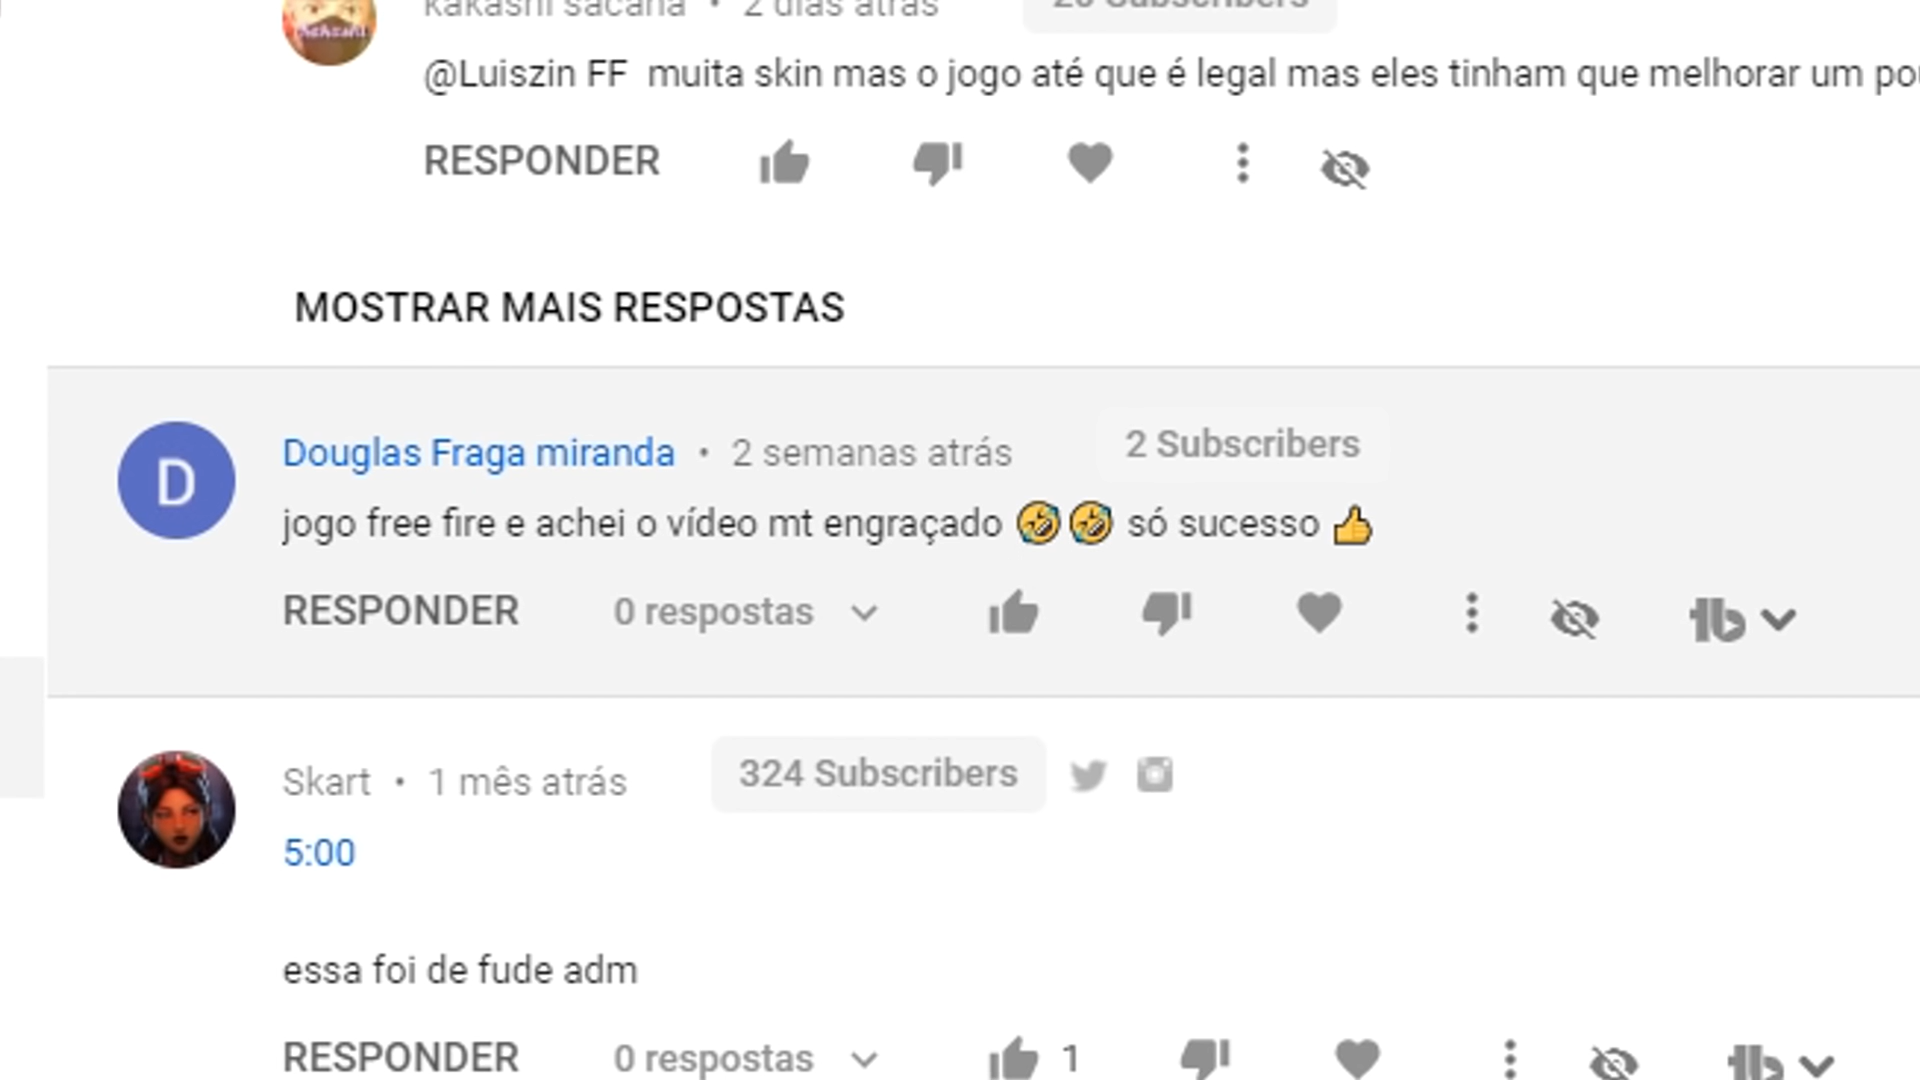 kakashi sacana • 2 dias atrás Subscribers
@Luiszin FF muita skin mas o jogo até que é legal mas eles tinham que melhorar um
RESPONDER
MOSTRAR MAIS RESPOSTAS
D
Douglas Fraga miranda • 2 semanas atrás 2 Subscribers
jogo free fire e achei o vídeo mt engraçado 🤣🤣 só sucesso 👍
RESPONDER 0 respostas
Skart • 1 mês atrás 324 Subscribers
5:00
essa foi de fude adm
RESPONDER 0 respostas 1